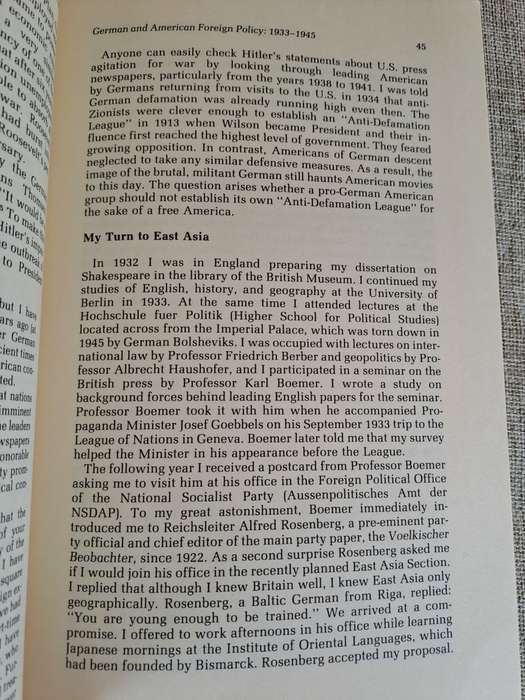 German and American Foreign Policy: 1933–1945
45
Anyone can easily check Hitler's statements about U.S. press
agitation for war by looking through leading American
newspapers, particularly from the years 1938 to 1941. I was told
by Germans returning from visits to the U.S. in 1934 that anti-
German defamation was already running high even then. The
Zionists were clever enough to establish an "Anti-Defamation
League" in 1913 when Wilson became President and their in-
fluence first reached the highest level of government. They feared
growing opposition. In contrast, Americans of German descent
neglected to take any similar defensive measures. As a result, the
image of the brutal, militant German still haunts American movies
to this day. The question arises whether a pro-German American
group should not establish its own "Anti-Defamation League" for
the sake of a free America.
My Turn to East Asia
In 1932 I was in England preparing my dissertation on
Shakespeare in the library of the British Museum. I continued my
studies of English, history, and geography at the University of
Berlin in 1933. At the same time I attended lectures at the
Hochschule fuer Politik (Higher School for Political Studies)
located across from the Imperial Palace, which was torn down in
1945 by German Bolsheviks. I was occupied with lectures on inter-
national law by Professor Friedrich Berber and geopolitics by Pro-
fessor Albrecht Haushofer, and I participated in a seminar on the
British press by Professor Karl Boemer. I wrote a study on
background forces behind leading English papers for the seminar.
Professor Boemer took it with him when he accompanied Pro-
paganda Minister Josef Goebbels on his September 1933 trip to the
League of Nations in Geneva. Boemer later told me that my survey
helped the Minister in his appearance before the League.
The following year I received a postcard from Professor Boemer
asking me to visit him at his office in the Foreign Political Office
of the National Socialist Party (Aussenpolitisches Amt der
NSDAP). To my great astonishment, Boemer immediately in-
troduced me to Reichsleiter Alfred Rosenberg, a pre-eminent par-
ty official and chief editor of the main party paper, the Voelkischer
Beobachter, since 1922. As a second surprise Rosenberg asked me
if I would join his office in the recently planned East Asia Section.
I replied that although I knew Britain well, I knew East Asia only
geographically. Rosenberg, a Baltic German from Riga, replied:
"You are young enough to be trained." We arrived at a com-
promise. I offered to work afternoons in his office while learning
Japanese mornings at the Institute of Oriental Languages, which
had been founded by Bismarck. Rosenberg accepted my proposal.